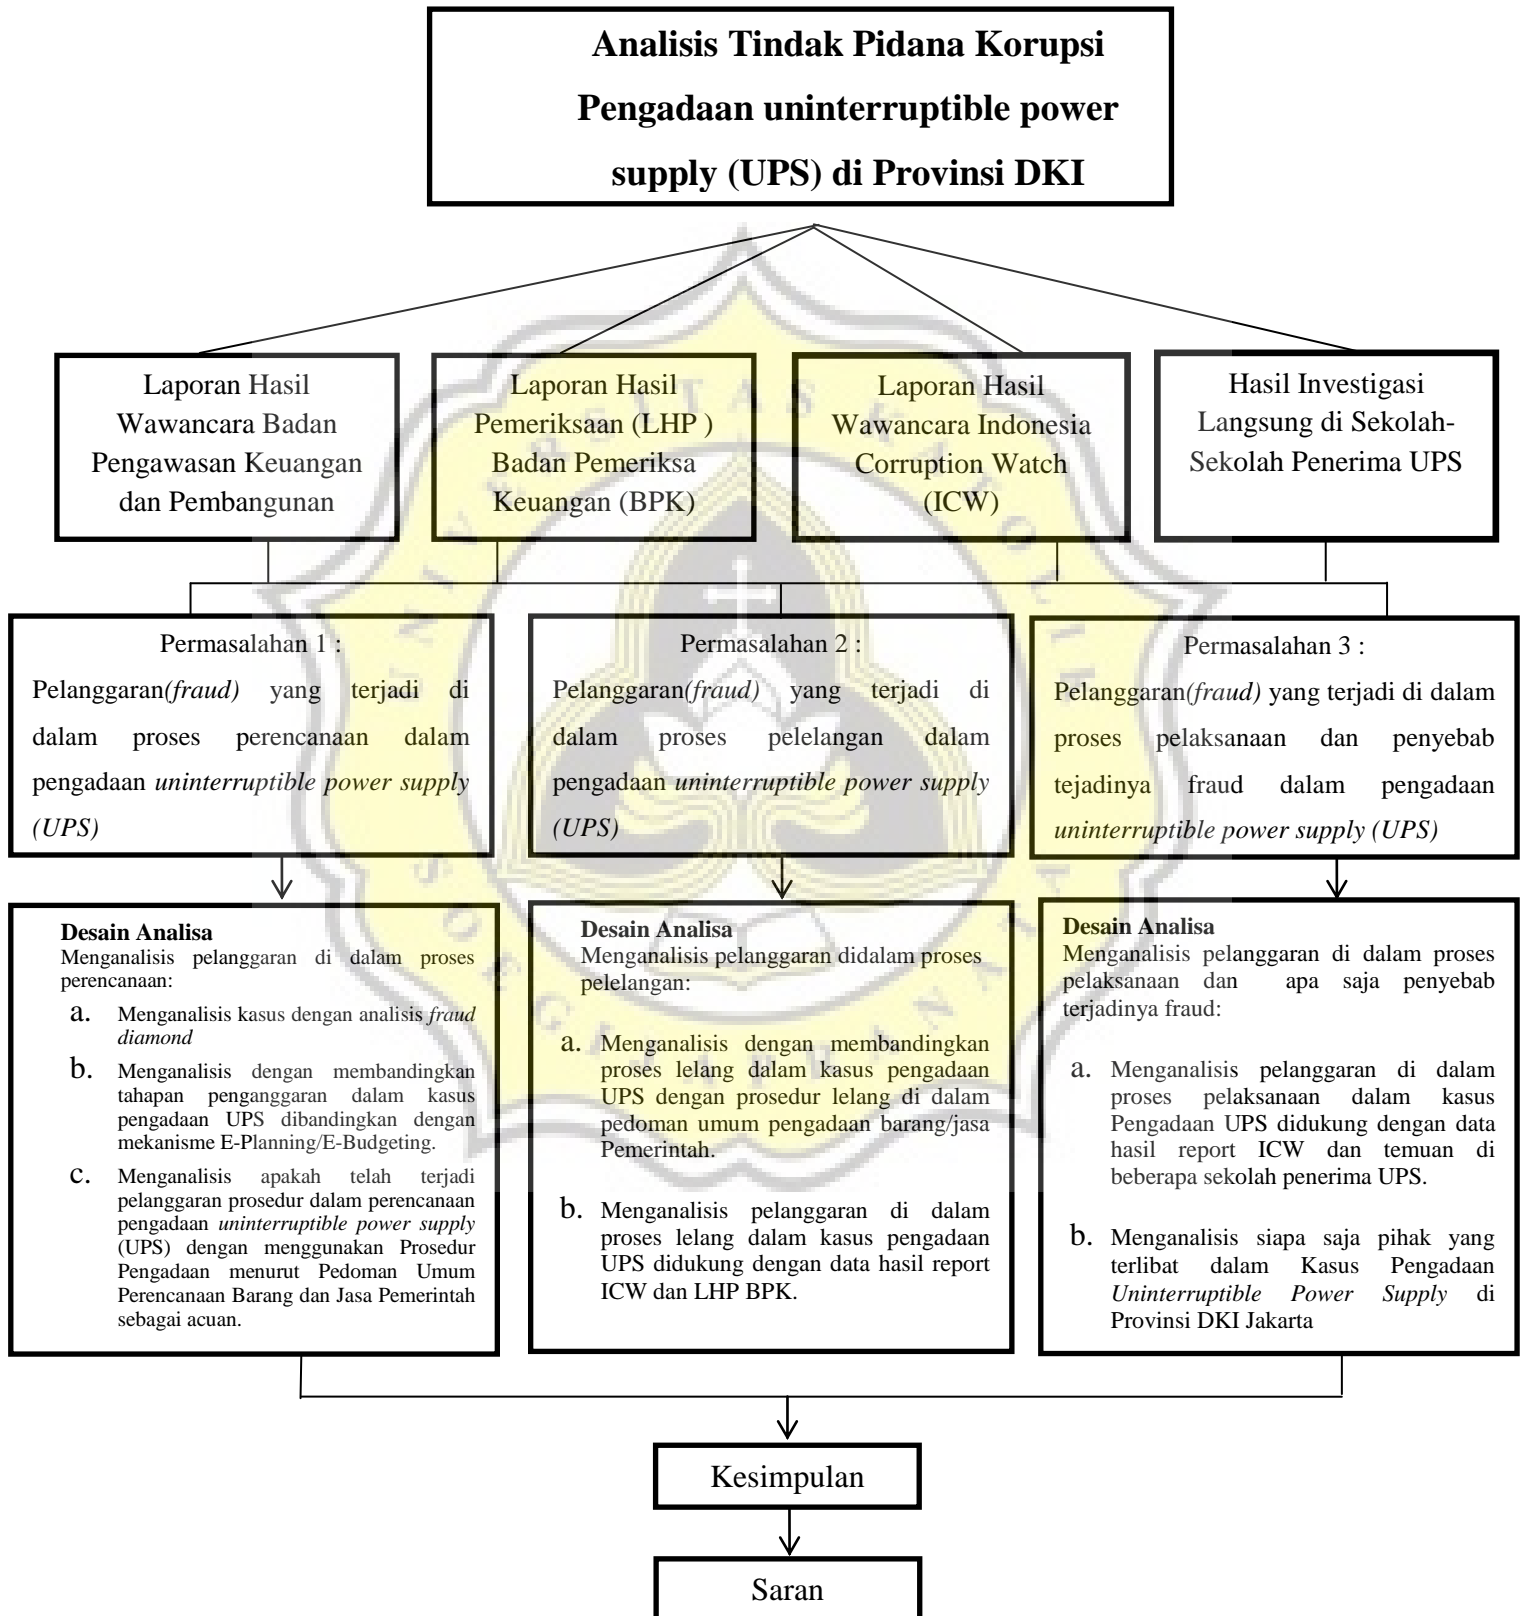 Analisis Tindak Pidana Korupsi
Pengadaan uninterruptible power
supply (UPS) di Provinsi DKI
Laporan Hasil
Wawancara Badan
Pengawasan Keuangan
dan Pembangunan
Laporan Hasil
Pemeriksaan (LHP )
Badan Pemeriksa
Keuangan (BPK)
Laporan Hasil
Wawancara Indonesia
Corruption Watch
(ICW)
Hasil Investigasi
Langsung di Sekolah-
Sekolah Penerima UPS
Permasalahan 1 :
Pelanggaran(fraud) yang terjadi di
dalam proses perencanaan dalam
pengadaan uninterruptible power supply
(UPS)
Permasalahan 2 :
Pelanggaran(fraud) yang terjadi di
dalam proses pelelangan dalam
pengadaan uninterruptible power supply
(UPS)
Permasalahan 3 :
Pelanggaran(fraud) yang terjadi di dalam
proses pelaksanaan dan penyebab
tejadinya fraud dalam pengadaan
uninterruptible power supply (UPS)
Desain Analisa
Menganalisis pelanggaran di dalam proses
perencanaan:
a. Menganalisis kasus dengan analisis fraud
diamond
b. Menganalisis dengan membandingkan
tahapan penganggaran dalam kasus
pengadaan UPS dibandingkan dengan
mekanisme E-Planning/E-Budgeting.
c. Menganalisis apakah telah terjadi
pelanggaran prosedur dalam perencanaan
pengadaan uninterruptible power supply
(UPS) dengan menggunakan Prosedur
Pengadaan menurut Pedoman Umum
Perencanaan Barang dan Jasa Pemerintah
sebagai acuan.
Desain Analisa
Menganalisis pelanggaran didalam proses
pelelangan:
a. Menganalisis dengan membandingkan
proses lelang dalam kasus pengadaan
UPS dengan prosedur lelang di dalam
pedoman umum pengadaan barang/jasa
Pemerintah.
b. Menganalisis pelanggaran di dalam
proses lelang dalam kasus pengadaan
UPS didukung dengan data hasil report
ICW dan LHP BPK.
Desain Analisa
Menganalisis pelanggaran di dalam proses
pelaksanaan dan apa saja penyebab
terjadinya fraud:
a. Menganalisis pelanggaran di dalam
proses pelaksanaan dalam kasus
Pengadaan UPS didukung dengan data
hasil report ICW dan temuan di
beberapa sekolah penerima UPS.
b. Menganalisis siapa saja pihak yang
terlibat dalam Kasus Pengadaan
Uninterruptible Power Supply di
Provinsi DKI Jakarta
Kesimpulan
Saran
UNIVERSITAS KATOLIK
SOEGIJAPRANATA